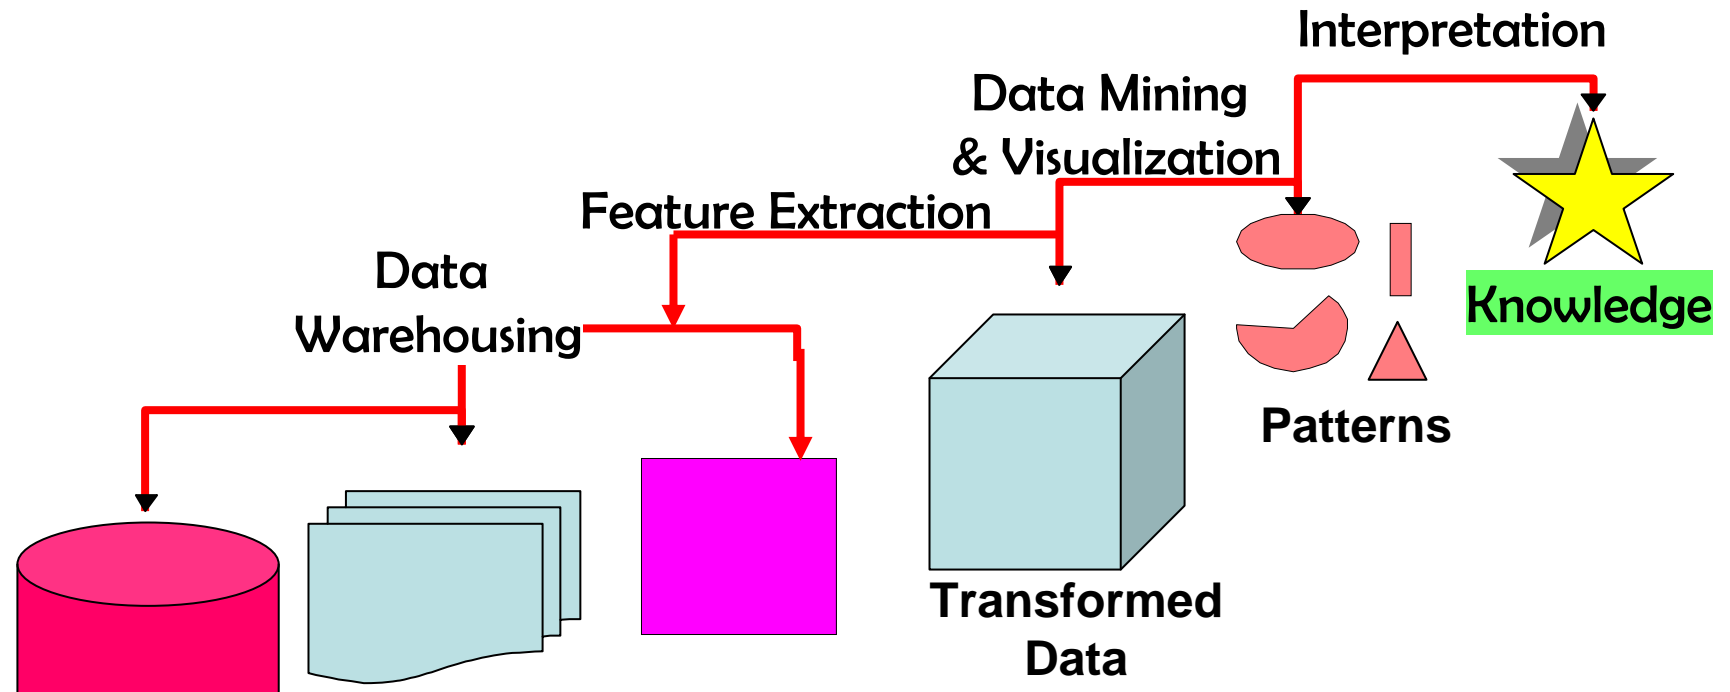 Interpretation
Data Mining
& Visualization
Feature Extraction
Data
Warehousing
Knowledge
Patterns
Transformed
Data